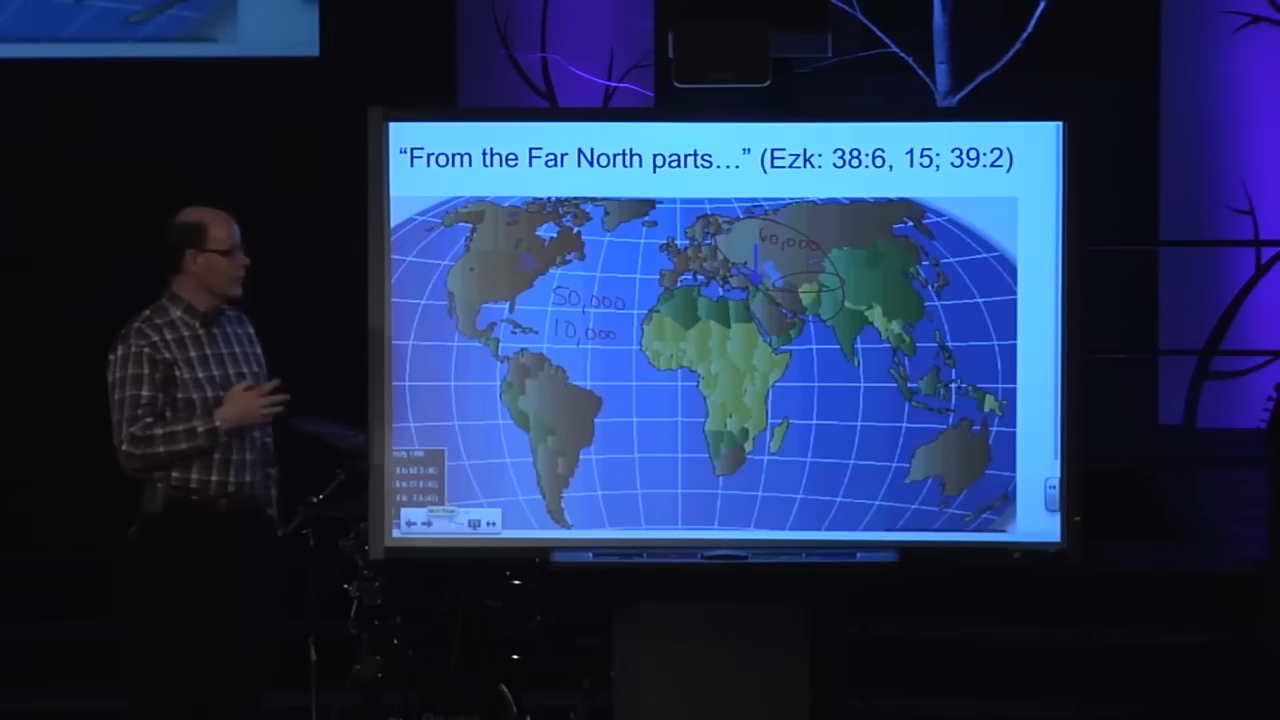 “From the Far North parts…” (Ezk: 38:6, 15; 39:2)
60,000
50,000
10,000